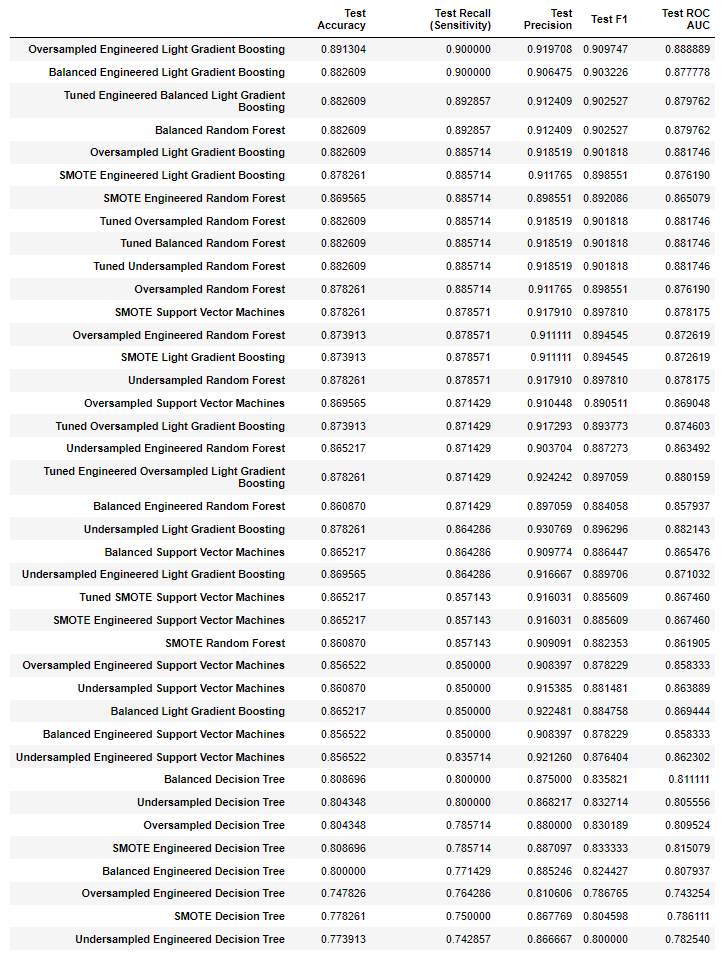 Test Accuracy Test Recall (Sensitivity) Test Precision Test F1 Test ROC AUC
Oversampled Engineered Light Gradient Boosting 0.891304 0.900000 0.919708 0.909747 0.888889
Balanced Engineered Light Gradient Boosting 0.882609 0.900000 0.906475 0.903226 0.877778
Tuned Engineered Balanced Light Gradient Boosting 0.882609 0.892857 0.912409 0.902527 0.879762
Balanced Random Forest 0.882609 0.892857 0.912409 0.902527 0.879762
Oversampled Light Gradient Boosting 0.882609 0.885714 0.918519 0.901818 0.881746
SMOTE Engineered Light Gradient Boosting 0.878261 0.885714 0.911765 0.898551 0.876190
SMOTE Engineered Random Forest 0.869565 0.885714 0.898551 0.892086 0.865079
Tuned Oversampled Random Forest 0.882609 0.885714 0.918519 0.901818 0.881746
Tuned Balanced Random Forest 0.882609 0.885714 0.918519 0.901818 0.881746
Tuned Undersampled Random Forest 0.882609 0.885714 0.918519 0.901818 0.881746
Oversampled Random Forest 0.878261 0.885714 0.911765 0.898551 0.876190
SMOTE Support Vector Machines 0.878261 0.878571 0.917910 0.897810 0.878175
Oversampled Engineered Random Forest 0.873913 0.878571 0.911111 0.894545 0.872619
SMOTE Light Gradient Boosting 0.873913 0.878571 0.911111 0.894545 0.872619
Undersampled Random Forest 0.878261 0.878571 0.917910 0.897810 0.878175
Oversampled Support Vector Machines 0.869565 0.871429 0.910448 0.890511 0.869048
Tuned Oversampled Light Gradient Boosting 0.873913 0.871429 0.917293 0.893773 0.874603
Undersampled Engineered Random Forest 0.865217 0.871429 0.903704 0.887273 0.863492
Tuned Engineered Oversampled Light Gradient Boosting 0.878261 0.871429 0.924242 0.897059 0.880159
Balanced Engineered Random Forest 0.860870 0.871429 0.897059 0.884058 0.857937
Undersampled Light Gradient Boosting 0.878261 0.864286 0.930769 0.896296 0.882143
Balanced Support Vector Machines 0.865217 0.864286 0.909774 0.886447 0.865476
Undersampled Engineered Light Gradient Boosting 0.869565 0.864286 0.916667 0.889706 0.871032
Tuned SMOTE Support Vector Machines 0.865217 0.857143 0.916031 0.885609 0.867460
SMOTE Engineered Support Vector Machines 0.865217 0.857143 0.916031 0.885609 0.867460
SMOTE Random Forest 0.860870 0.857143 0.909091 0.882353 0.861905
Oversampled Engineered Support Vector Machines 0.856522 0.850000 0.908397 0.878229 0.858333
Undersampled Support Vector Machines 0.860870 0.850000 0.915385 0.881481 0.863889
Balanced Light Gradient Boosting 0.865217 0.850000 0.922481 0.884758 0.869444
Balanced Engineered Support Vector Machines 0.856522 0.850000 0.908397 0.878229 0.858333
Undersampled Engineered Support Vector Machines 0.856522 0.835714 0.921260 0.876404 0.862302
Balanced Decision Tree 0.808696 0.800000 0.875000 0.835821 0.811111
Undersampled Decision Tree 0.804348 0.800000 0.868217 0.832714 0.805556
Oversampled Decision Tree 0.804348 0.785714 0.880000 0.830189 0.809524
SMOTE Engineered Decision Tree 0.808696 0.785714 0.887097 0.833333 0.815079
Balanced Engineered Decision Tree 0.800000 0.771429 0.885246 0.824427 0.807937
Oversampled Engineered Decision Tree 0.747826 0.764286 0.810606 0.786765 0.743254
SMOTE Decision Tree 0.778261 0.750000 0.867769 0.804598 0.786111
Undersampled Engineered Decision Tree 0.773913 0.742857 0.866667 0.800000 0.782540